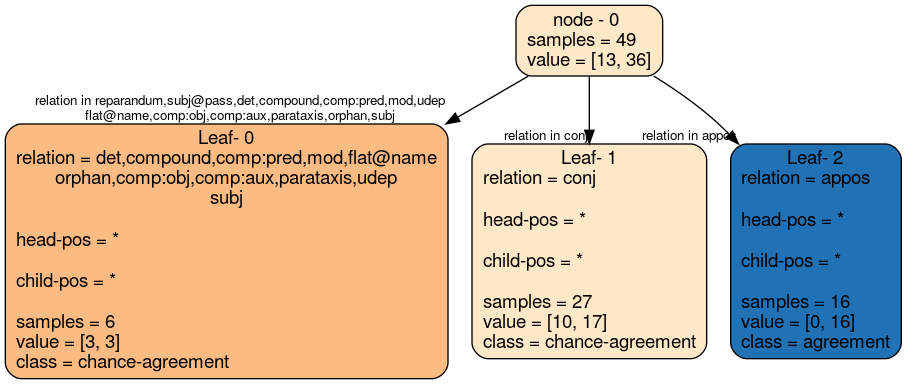 node - 0
samples = 49
value = [13, 36]
relation in reparandum,subj@pass,det,compound,comp:pred,mod,udep
flat@name,comp:obj,comp:aux,parataxis,orphan,subj
relation in conj
relation in appos
Leaf- 0
relation = det,compound,comp:pred,mod,flat@name
orphan,comp:obj,comp:aux,parataxis,udep
subj
head-pos = *
child-pos = *
samples = 6
value = [3, 3]
class = chance-agreement
Leaf- 1
relation = conj
head-pos = *
child-pos = *
samples = 27
value = [10, 17]
class = chance-agreement
Leaf- 2
relation = appos
head-pos = *
child-pos = *
samples = 16
value = [0, 16]
class = agreement